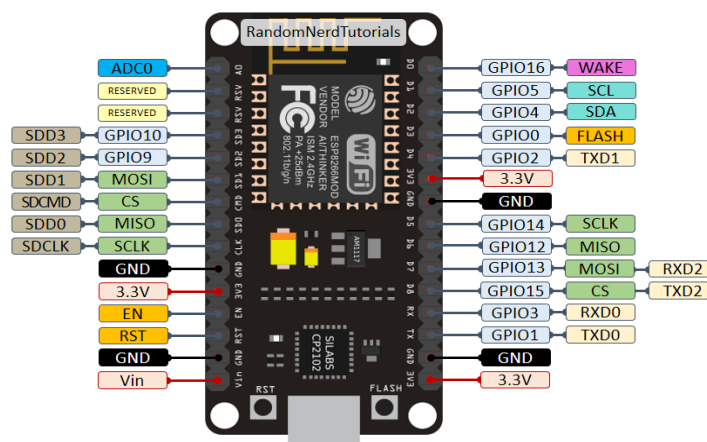 RandomNerdTutorials
ADC0
RESERVED
RESERVED
SDD3 GPIO10
SDD2 GPIO9
SDD1 MOSI
SDCMD CS
SDD0 MISO
SDCLK SCLK
GND
3.3V
EN
RST
GND
Vin
A0
RSV
RSV
SD3
SD2
SD1
CMD
SD0
CLK
GND
3V3
EN
RST
GND
Vin
MODEL ESP8266MOD
VENDOR AITHINKER
ISM 2.4GHz
PA +25dBm
802.11b/g/n
FC
Wi Fi
AM1117
SILABS
CP2102
RST
FLASH
D0
D1
D2
D3
D4
3V3
GND
D5
D6
D7
D8
RX
TX
GND
3V3
GPIO16 WAKE
GPIO5 SCL
GPIO4 SDA
GPIO0 FLASH
GPIO2 TXD1
3.3V
GND
GPIO14 SCLK
GPIO12 MISO
GPIO13 MOSI RXD2
GPIO15 CS TXD2
GPIO3 RXD0
GPIO1 TXD0
GND
3.3V